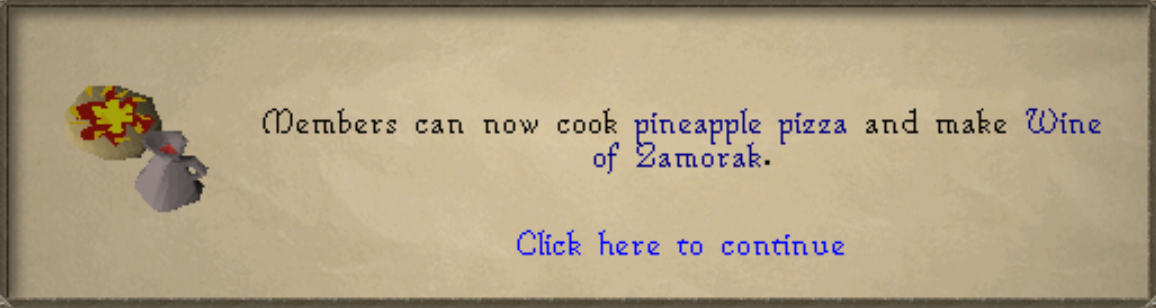 Members can now cook pineapple pizza and make Wine
of Zamorak.
Click here to continue